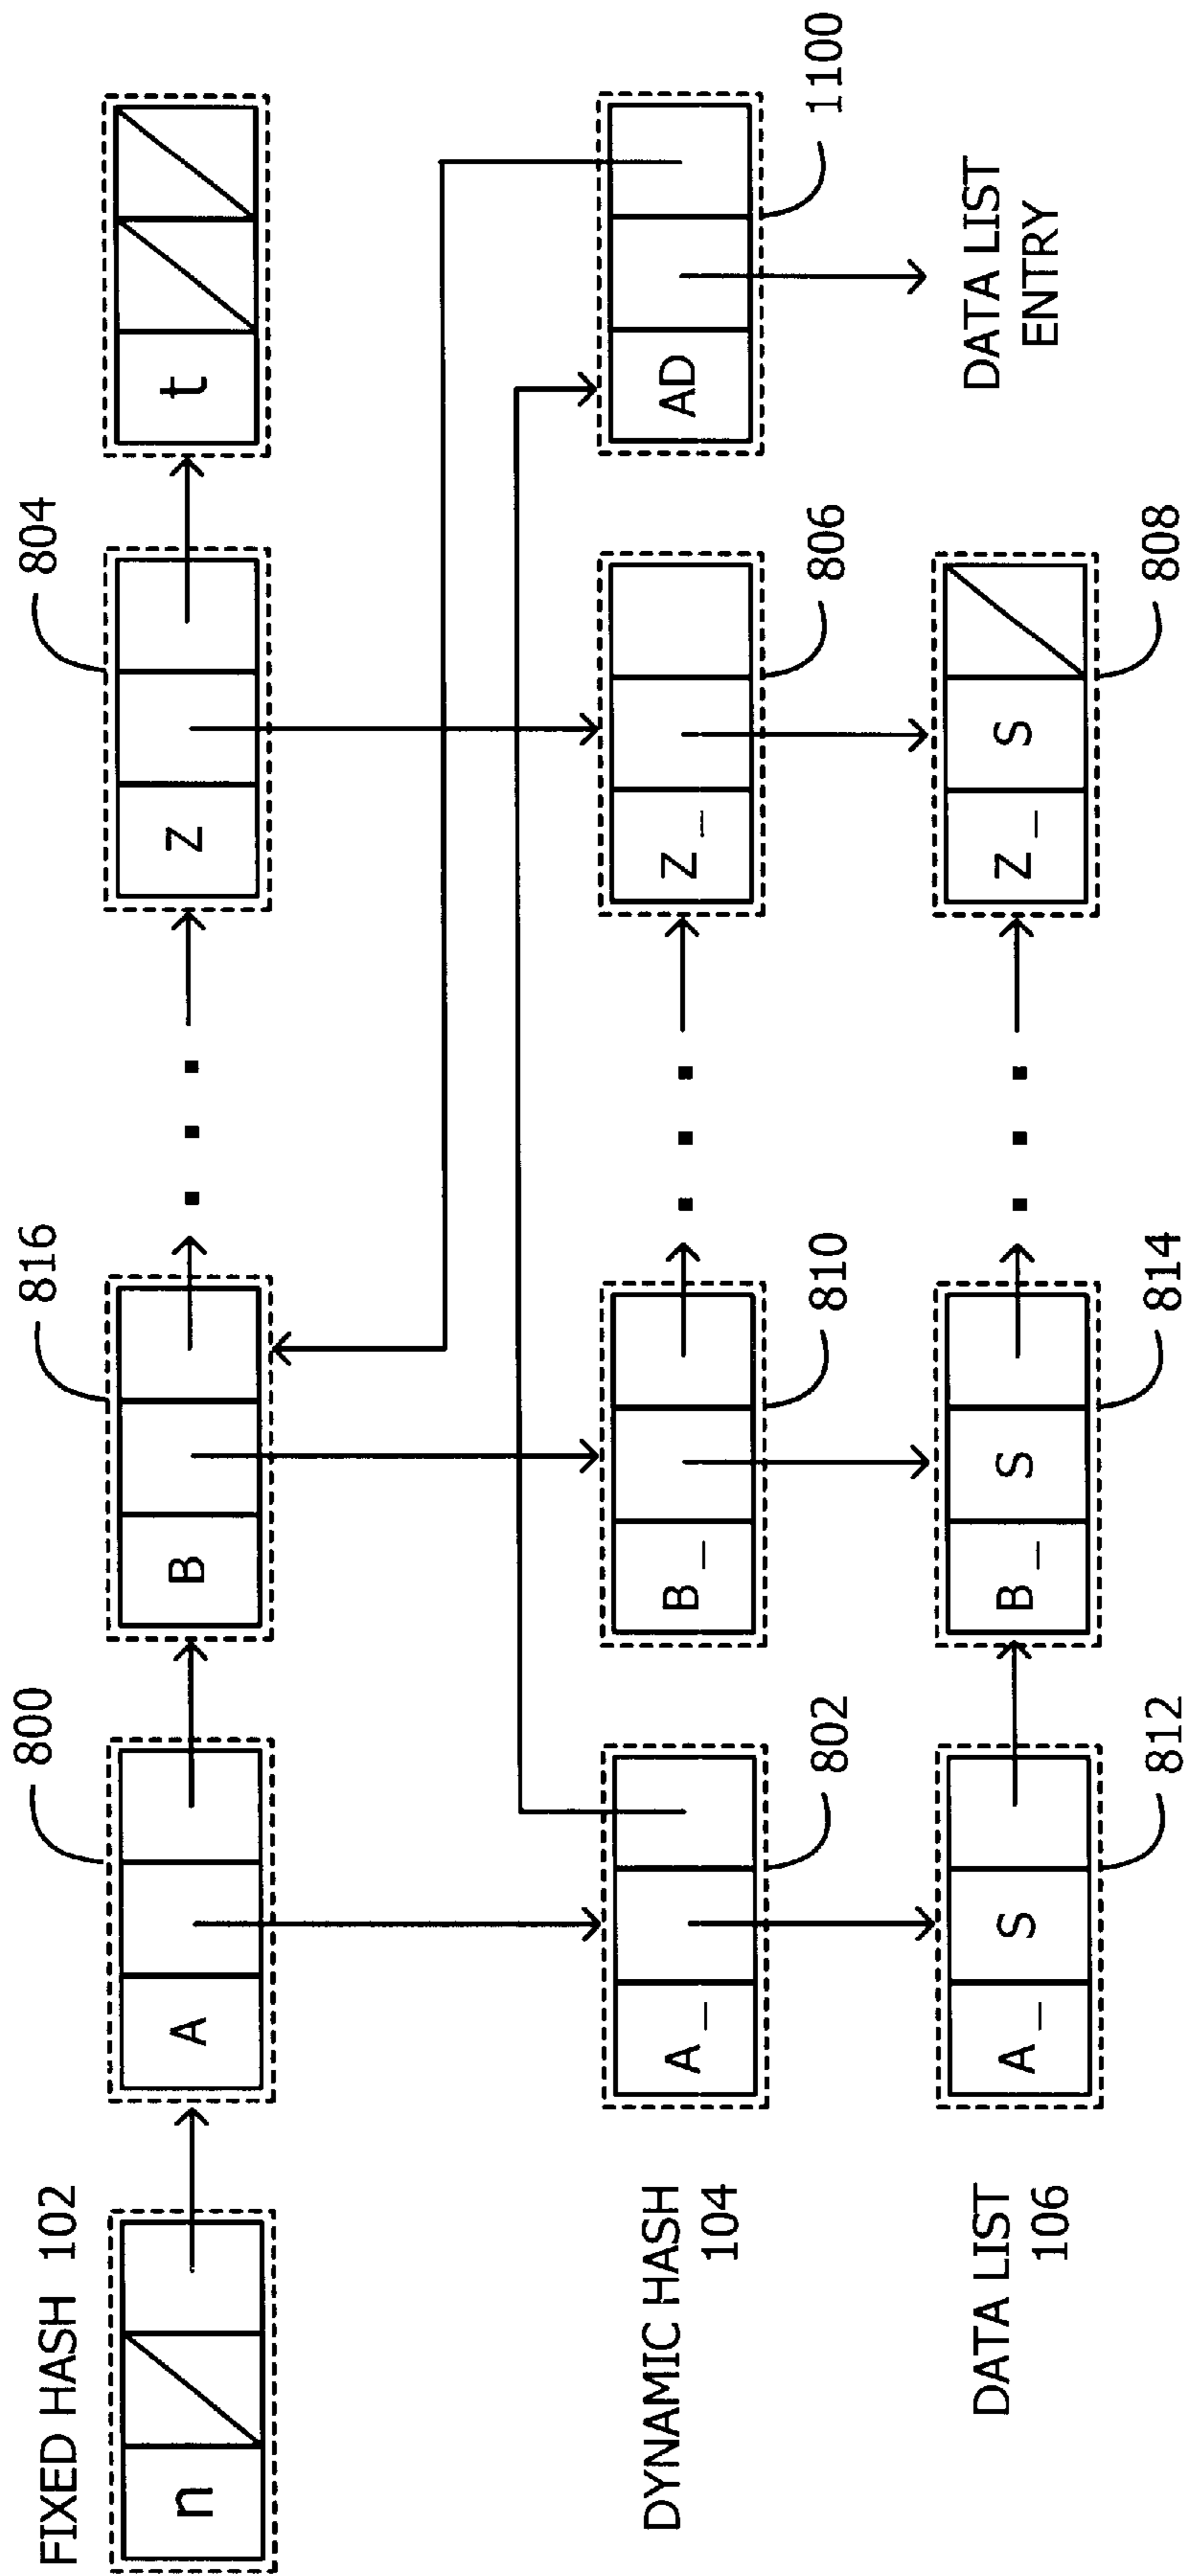 FIXED HASH 102
800
816
804
n
A
B
Z
t
DYNAMIC HASH
104
A_
B_
Z_
AD
802
810
806
1100
DATA LIST
106
A_ S
B_ S
Z_ S
DATA LIST
ENTRY
812
814
808